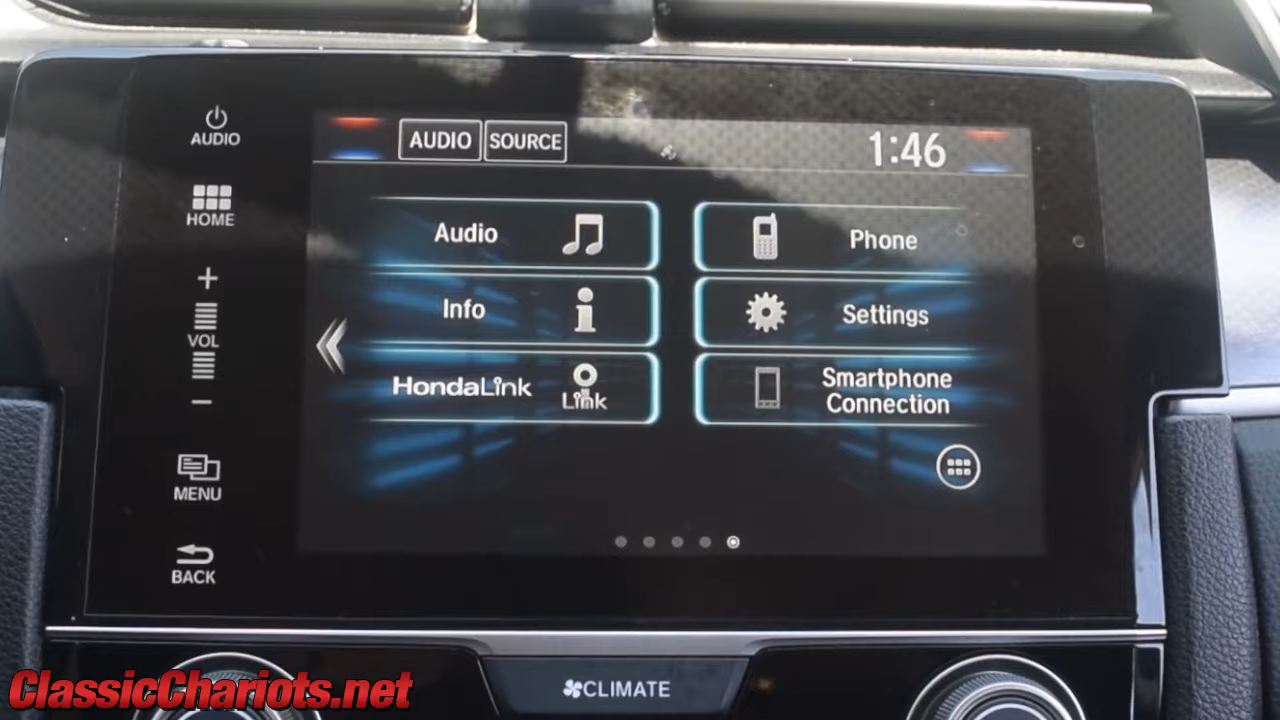 AUDIO
HOME
+
VOL
−
MENU
BACK
AUDIO SOURCE 1:46
Audio
Phone
Info
Settings
HondaLink
Link
Smartphone
Connection
CLIMATE
ClassicChariots.net